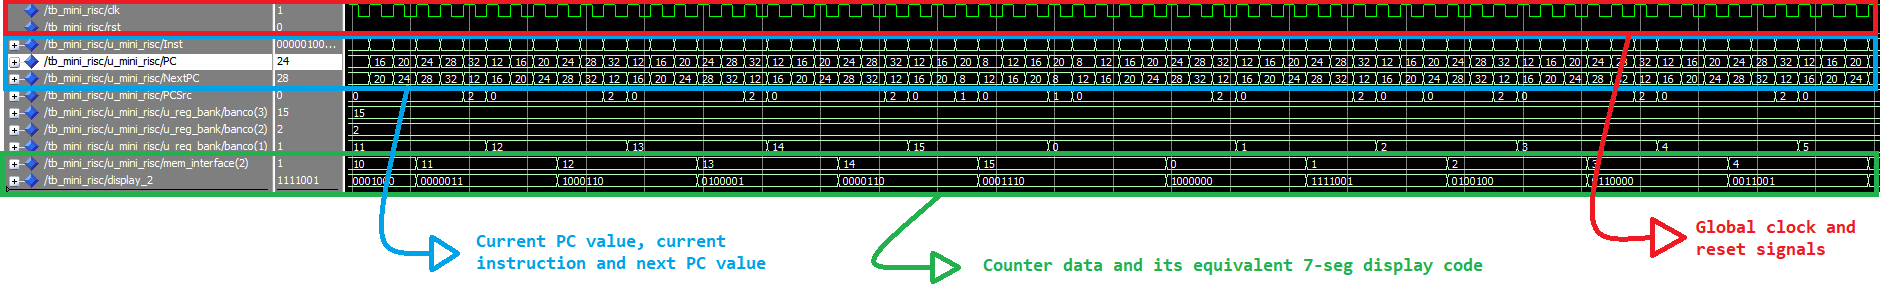 /tb_mini_risc/clk 1
/tb_mini_risc/rst 0
/tb_mini_risc/u_mini_risc/Inst 00000100...
/tb_mini_risc/u_mini_risc/PC 24 16 20 24 28 32 12 16 20 24 28 32 12 16 20 24 28 32 12 16 20 24 28 32 12 16 20 8 12 16 20 8 12 16 20 24 28 32 12 16 20 24 28 32 12 16 20 24 28 32 12 16 20 24 28 32 12 16 20 24 28 32 12 16 20
/tb_mini_risc/u_mini_risc/NextPC 28 20 24 28 32 12 16 20 24 28 32 12 16 20 24 28 32 12 16 20 24 28 32 12 16 20 8 12 16 20 8 12 16 20 24 28 32 12 16 20 24 28 32 12 16 20 24 28 32 12 16 20 24 28 32 12 16 20 24 28 32 12 16 20 24
/tb_mini_risc/u_mini_risc/PCSrc 0 0 2 0 2 0 2 0 2 0 1 0 1 0 2 0 2 0 0 2 0 2 0 2 0
/tb_mini_risc/u_mini_risc/u_reg_bank/banco(3) 15 15
/tb_mini_risc/u_mini_risc/u_reg_bank/banco(2) 2 2
/tb_mini_risc/u_mini_risc/u_reg_bank/banco(1) 1 11 12 13 14 15 0 1 2 3 4 5
/tb_mini_risc/u_mini_risc/mem_interface(2) 1 10 11 12 13 14 15 0 1 2 3 4
/tb_mini_risc/display_2 1111001 0001000 0000011 1000110 0100001 0000110 0001110 1000000 1111001 0100100 0011001
Current PC value, current
instruction and next PC value
Counter data and its equivalent 7-seg display code
Global clock and
reset signals